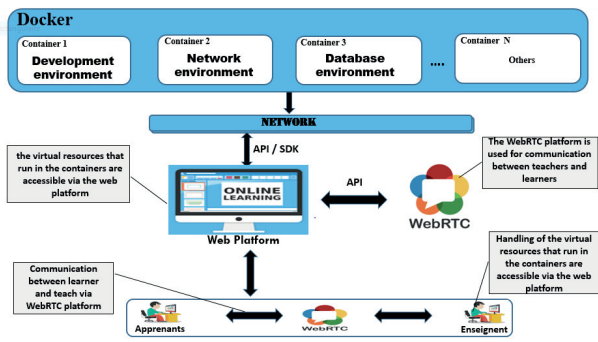 Docker
Container 1
Development
environment
Container 2
Network
environment
Container 3
Database
environment
....
Container N
Others
NETWORK
API / SDK
the virtual resources that
run in the containers are
accessible via the web
platform
ONLINE
LEARNING
Web Platform
API
WebRTC
The WebRTC platform is
used for communication
between teachers and
learners
Handling of the virtual
resources that run in
the containers are
accessible via the web
platform
Communication
between learner
and teach via
WebRTC platform
Apprenants
WebRTC
Enseignent